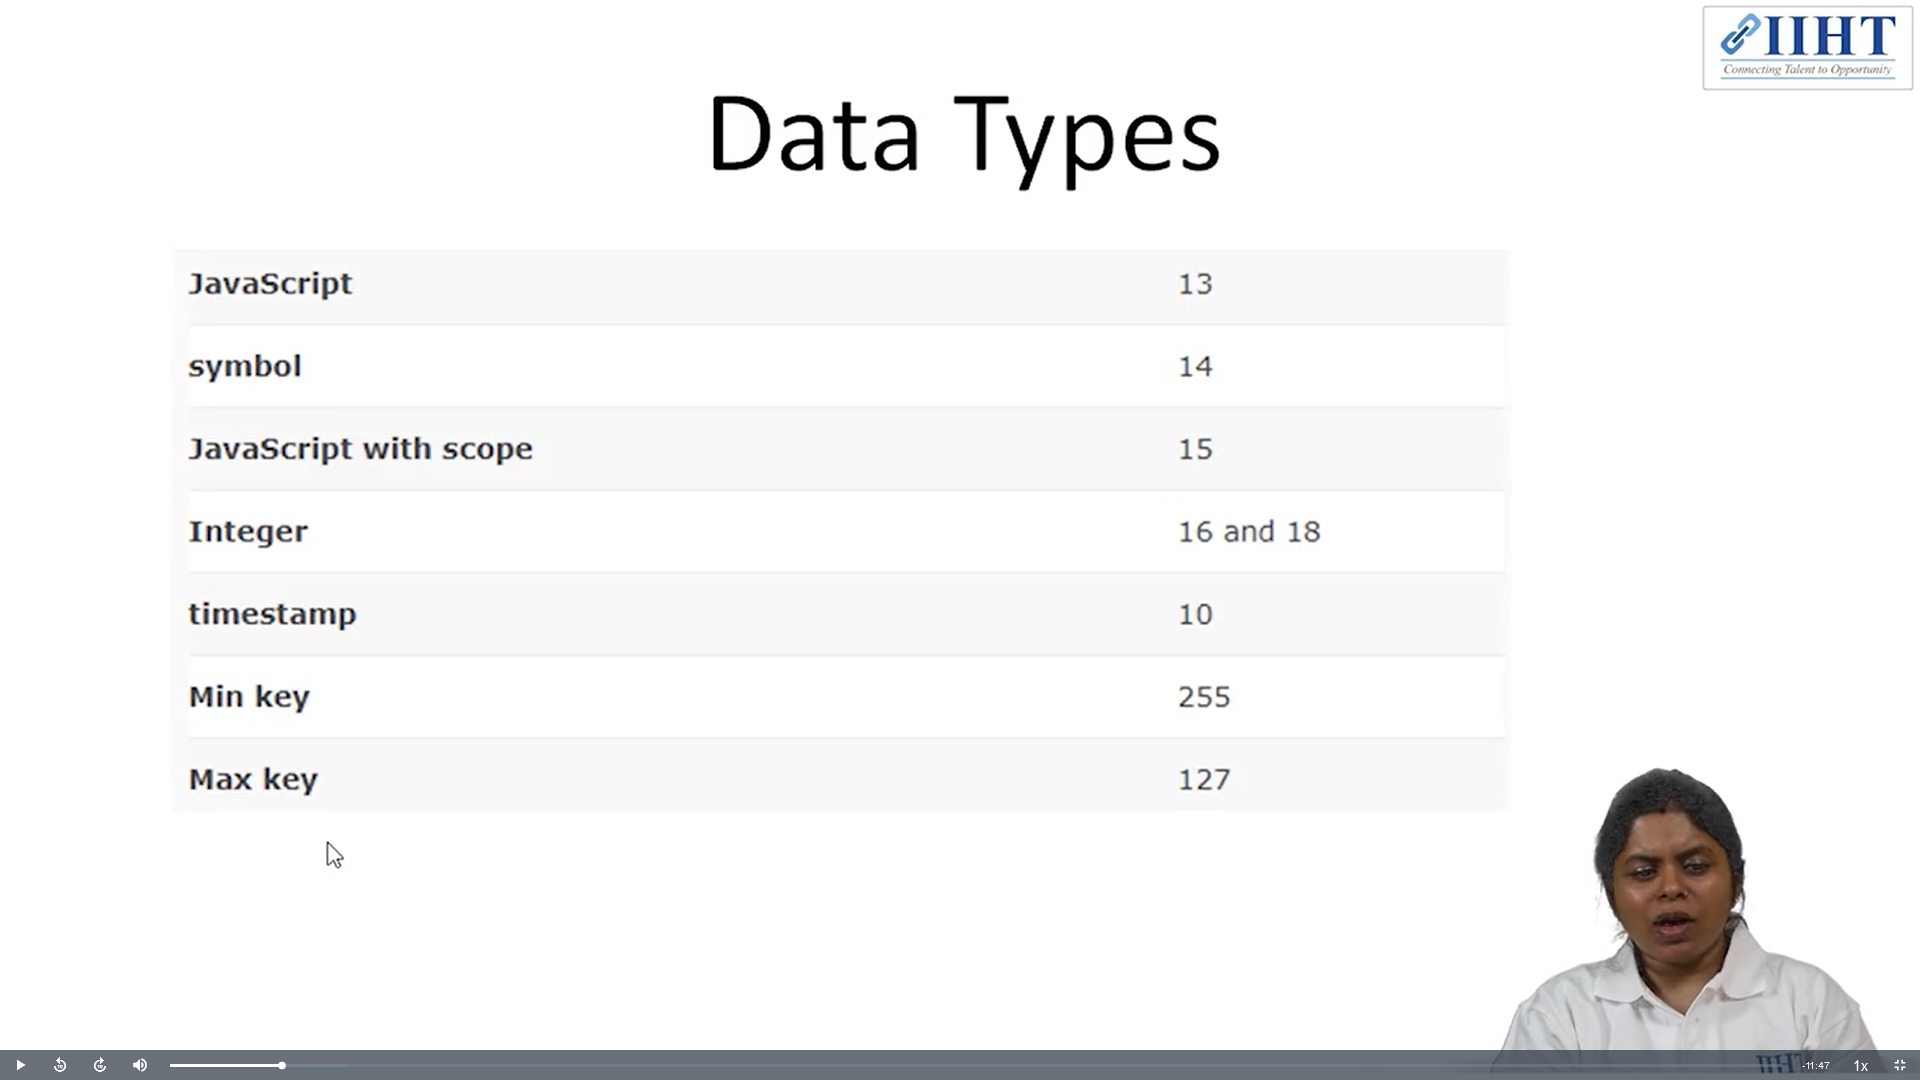 IIHT
Connecting Talent to Opportunity
Data Types
JavaScript 13
symbol 14
JavaScript with scope 15
Integer 16 and 18
timestamp 10
Min key 255
Max key 127
IIHT
-11:47 1x